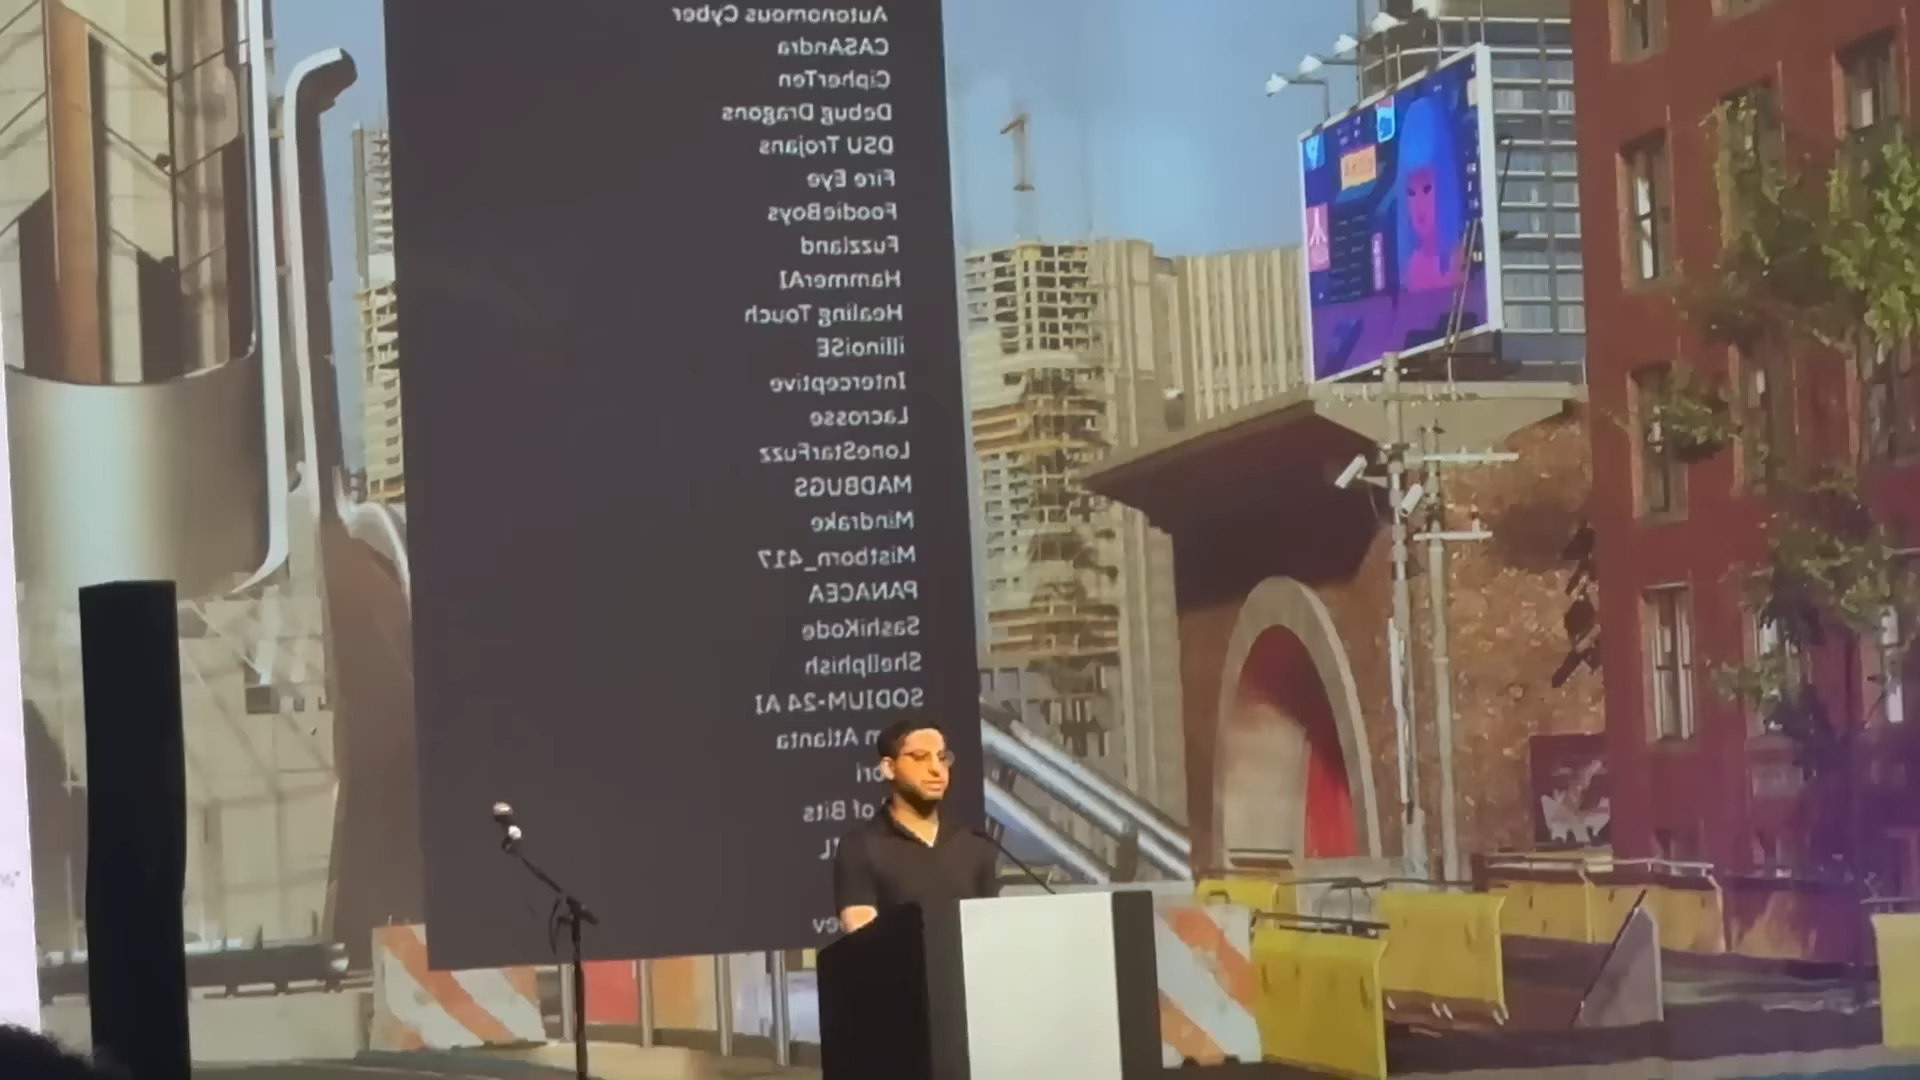 Autonomous Cyber
CASAndra
CipherTen
Debug Dragons
DSU Trojans
Fire Eye
FoodieBoys
Fuzzland
HammerAI
Healing Touch
illinoiSE
Interceptive
Lacrosse
LoneStarFuzz
MADBUGS
Mindrake
Mistborn_417
PANACEA
SashiKode
Shellphish
SODIUM-24 AI
Atlanta
of Bits